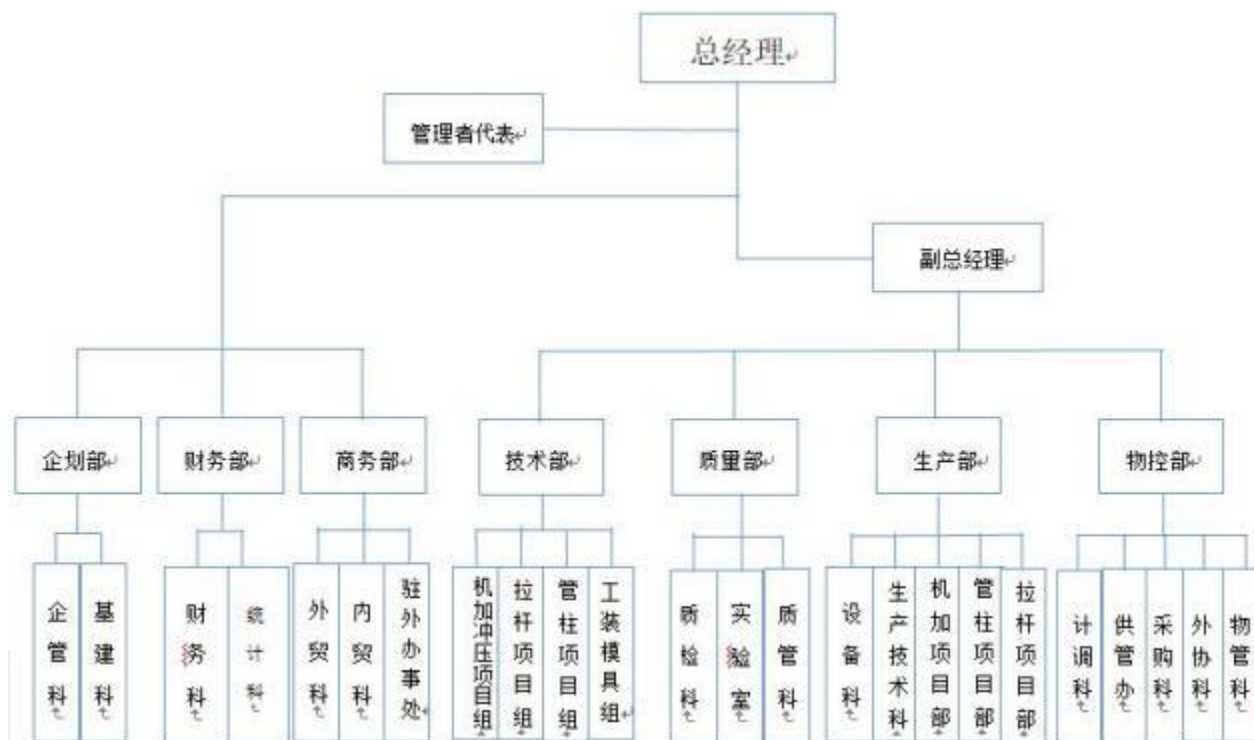 总经理
管理者代表
副总经理
企划部
财务部
商务部
技术部
质量部
生产部
物控部
企管科
基建科
财务科
统计科
外贸科
内贸科
驻外办事处
机加冲压项目组
拉杆项目组
管柱项目组
工装模具组
质检科
实验室
质管科
设备科
生产技术科
机加项目部
管柱项目部
拉杆项目部
计调科
供管办
采购科
外协科
物管科